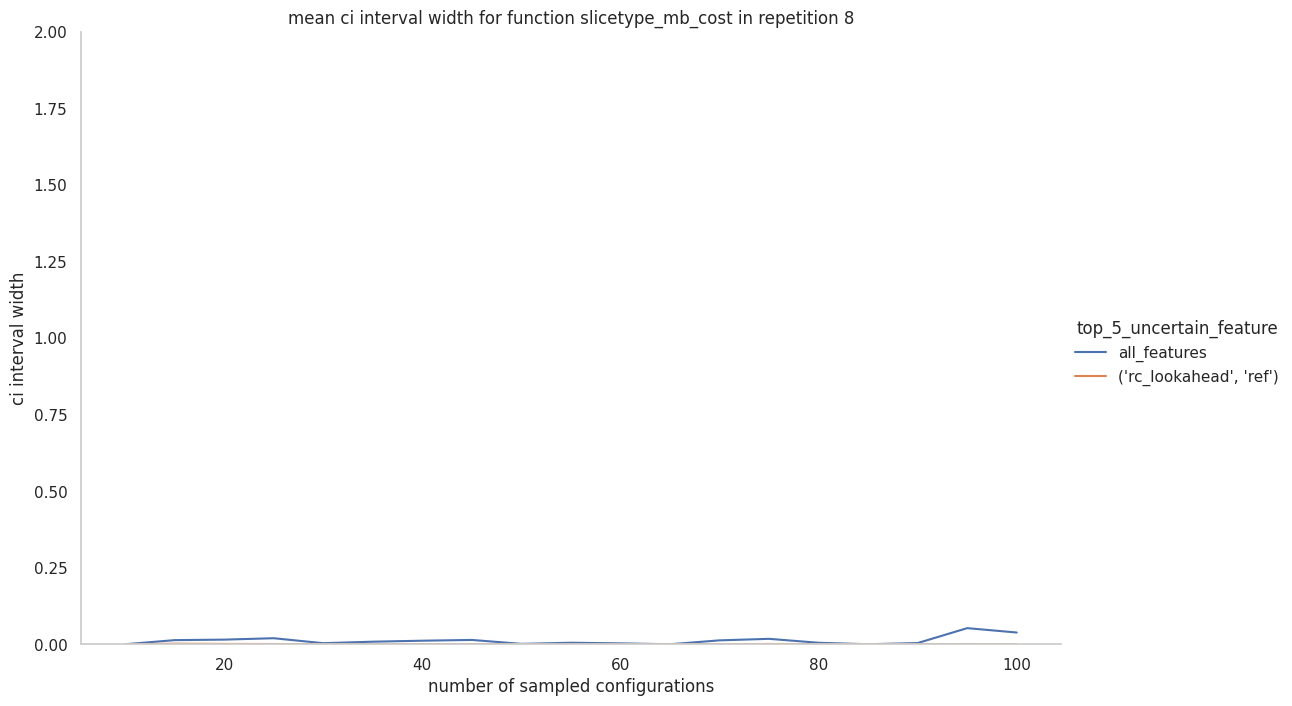 mean ci interval width for function slicetype_mb_cost in repetition 8
2.00
1.75
1.50
1.25
1.00
0.75
0.50
0.25
0.00
ci interval width
20
40
60
80
100
number of sampled configurations
top_5_uncertain_feature
all_features
('rc_lookahead', 'ref')